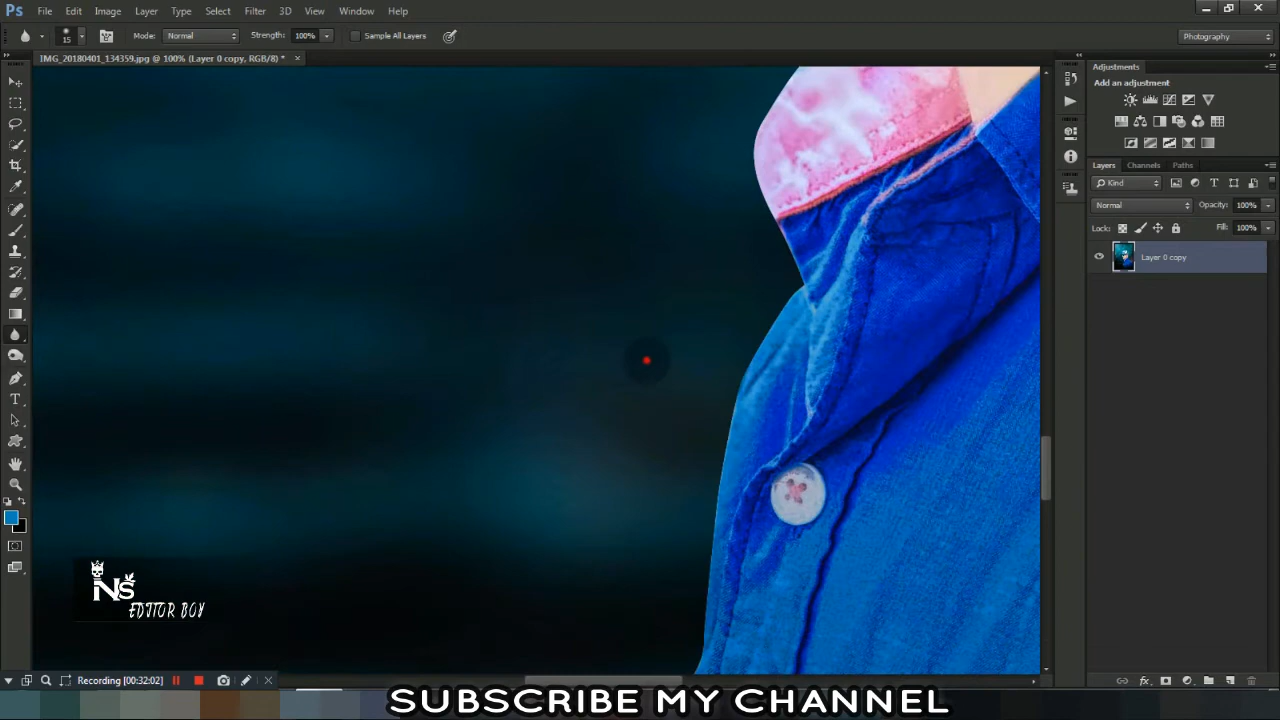 Ps File Edit Image Layer Type Select Filter 3D View Window Help
15 Mode: Normal Strength: 100% Sample All Layers Photography
IMG_20180401_134359.jpg @ 100% (Layer 0 copy, RGB/8) * ×
Adjustments
Add an adjustment
Layers Channels Paths
Kind
Normal Opacity: 100%
Lock: Fill: 100%
Layer 0 copy
T
Ns
EDITOR BOY
Recording [00:32:02]
SUBSCRIBE MY CHANNEL